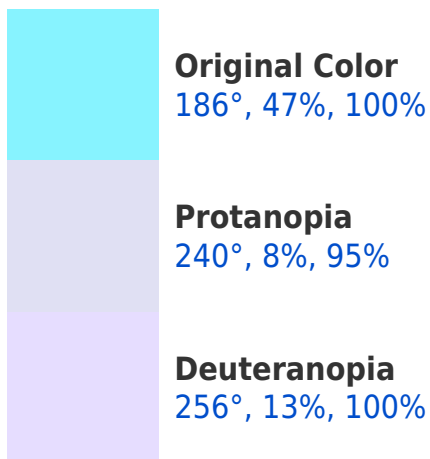 Original Color
186°, 47%, 100%
Protanopia
240°, 8%, 95%
Deuteranopia
256°, 13%, 100%